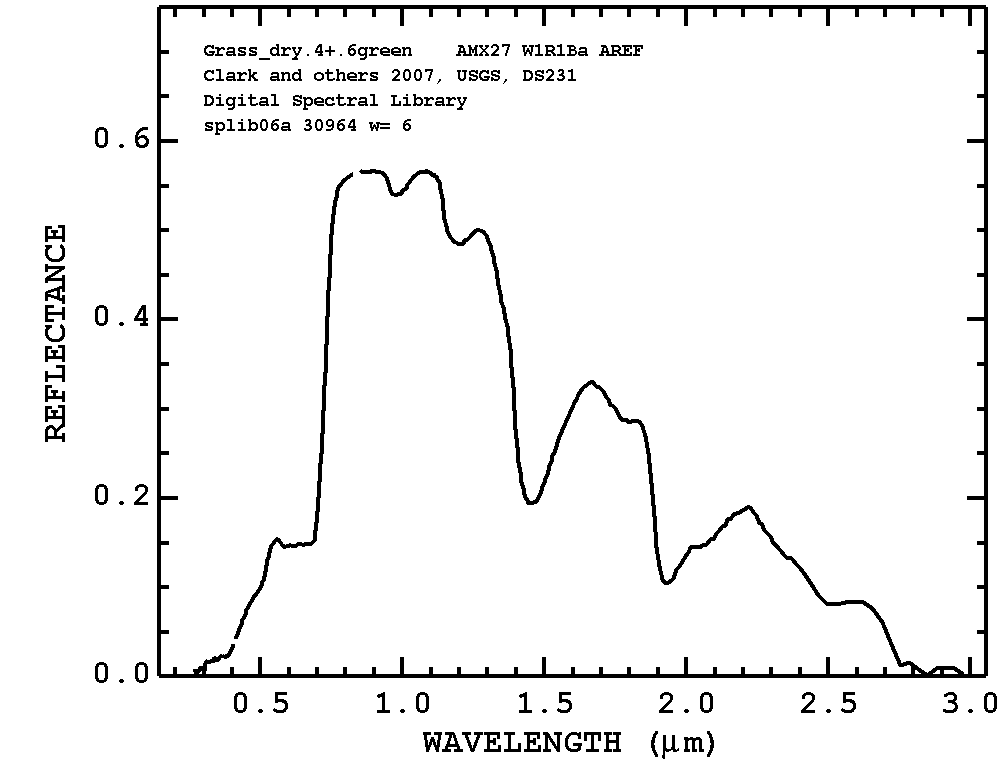 Grass_dry.4+.6green AMX27 W1R1Ba AREF
Clark and others 2007, USGS, DS231
Digital Spectral Library
splib06a 30964 w= 6
REFLECTANCE
0.6
0.4
0.2
0.0
0.5 1.0 1.5 2.0 2.5 3.0
WAVELENGTH (μm)